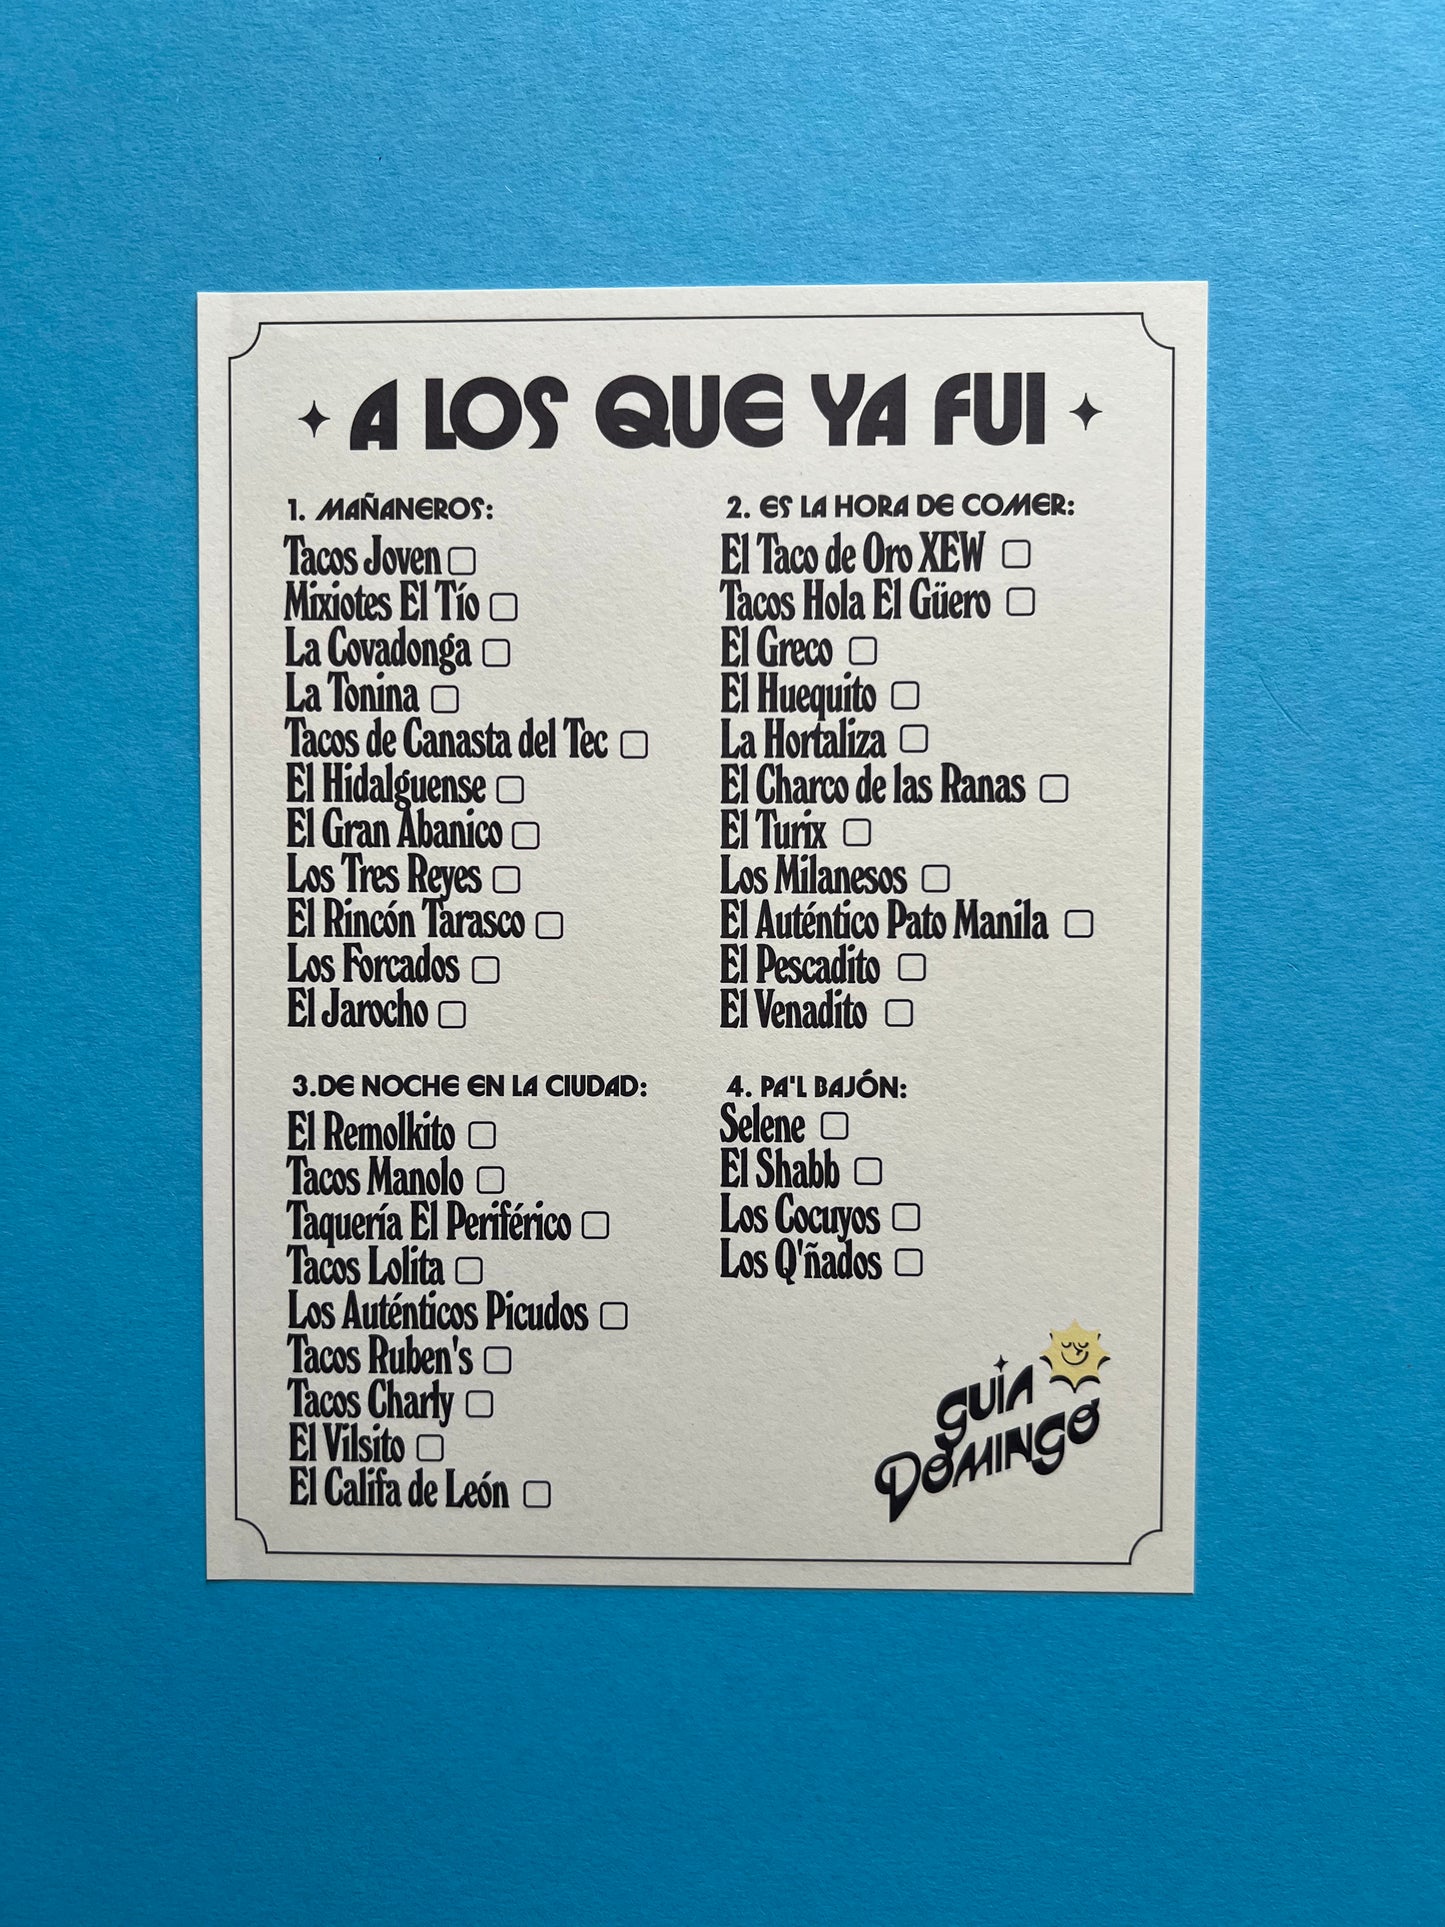 A LOS QUE YA FUI
1. MAÑANEROS:
Tacos Joven
Mixiotes El Tío
La Covadonga
La Tonina
Tacos de Canasta del Tec
El Hidalguense
El Gran Abanico
Los Tres Reyes
El Rincón Tarasco
Los Forcados
El Jarocho
2. ES LA HORA DE COMER:
El Taco de Oro XEW
Tacos Hola El Güero
El Greco
El Huequito
La Hortaliza
El Charco de las Ranas
El Turix
Los Milanesos
El Auténtico Pato Manila
El Pescadito
El Venadito
3.DE NOCHE EN LA CIUDAD:
El Remolkito
Tacos Manolo
Taquería El Periférico
Tacos Lolita
Los Auténticos Picudos
Tacos Ruben's
Tacos Charly
El Vilsito
El Califa de León
4. PA'L BAJÓN:
Selene
El Shabb
Los Cocuyos
Los Q'ñados
GUIA
DOMINGO